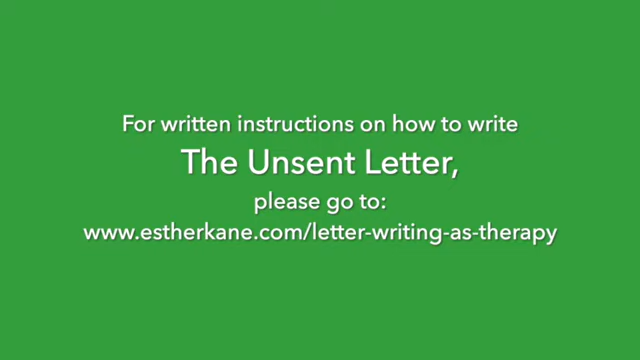 For written instructions on how to write
The Unsent Letter,
please go to:
www.estherkane.com/letter-writing-as-therapy